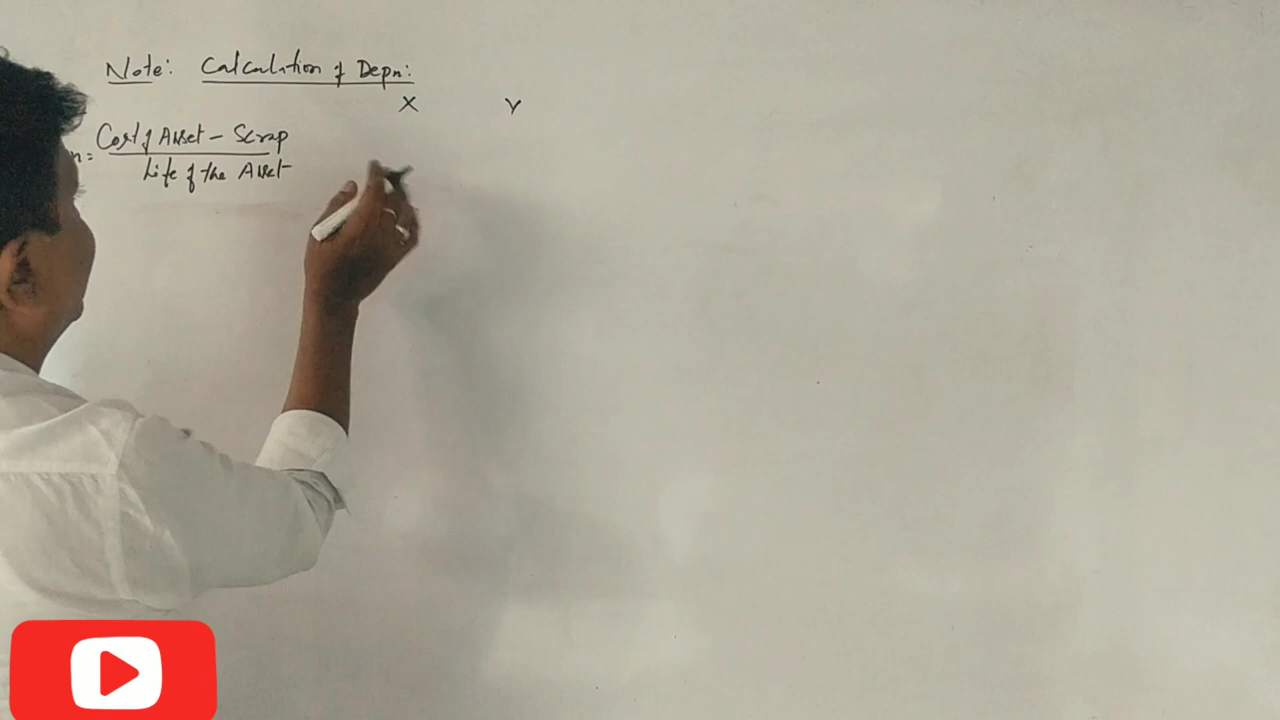 Note: Calculation of Depn:
X Y
Cost of Asset - Scrap
n =
Life of the Asset